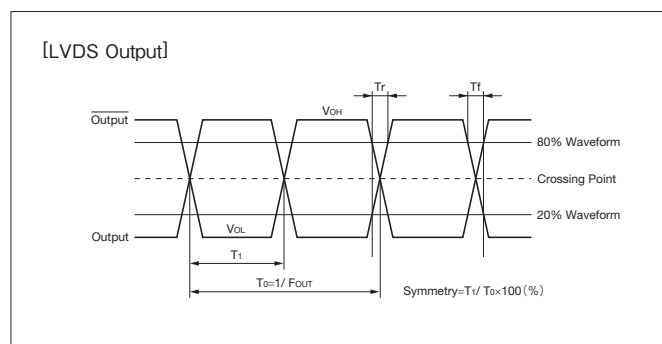 [LVDS Output]
Tr
Tf
VOH
Output
80% Waveform
Crossing Point
20% Waveform
VOL
Output
T1
T0=1/ FOUT
Symmetry=T1/ T0×100(%)